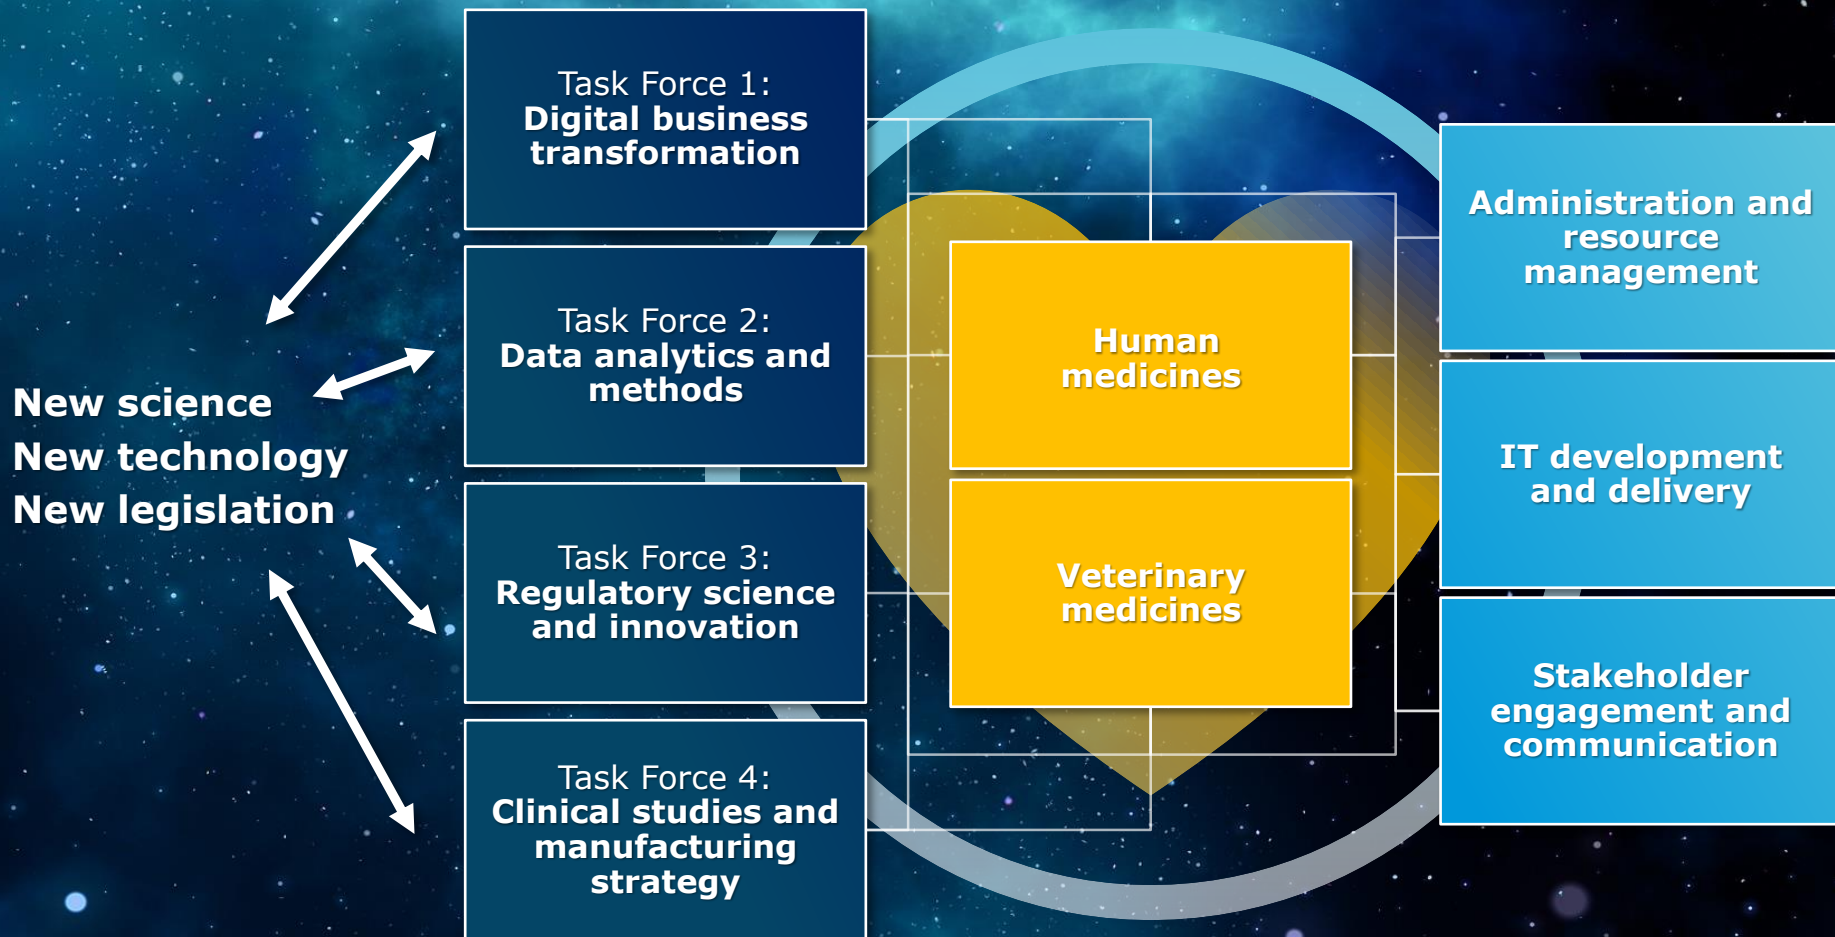 New science
New technology
New legislation
Task Force 1:
Digital business
transformation
Task Force 2:
Data analytics and
methods
Task Force 3:
Regulatory science
and innovation
Task Force 4:
Clinical studies and
manufacturing
strategy
Human
medicines
Veterinary
medicines
Administration and
resource
management
IT development
and delivery
Stakeholder
engagement and
communication